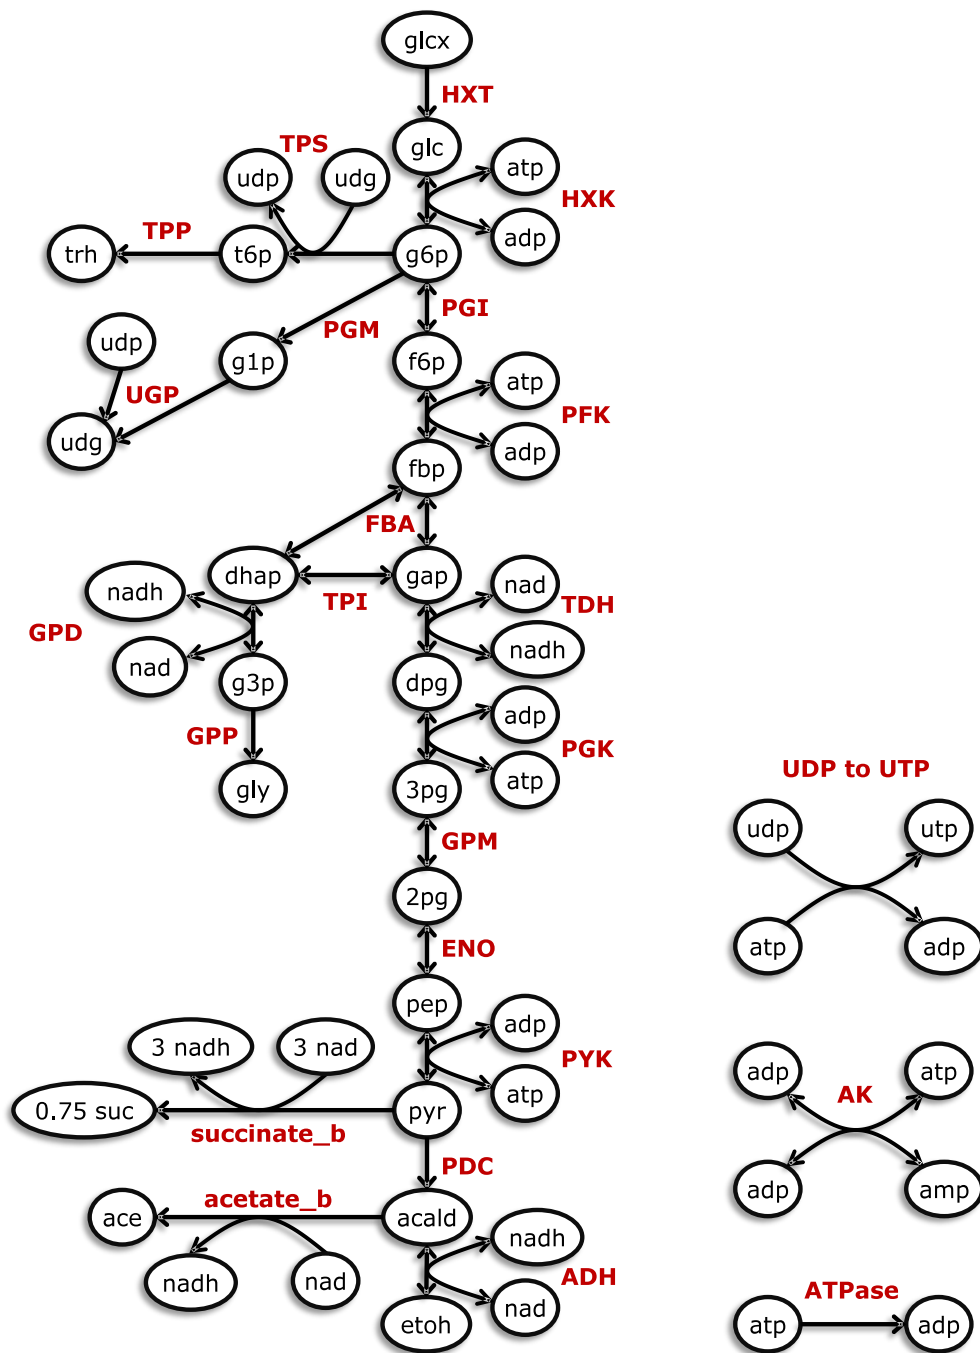 glcx
HXT
glc
TPS
udp
udg
atp
HXK
adp
TPP
trh
t6p
g6p
PGI
PGM
udp
g1p
f6p
atp
UGP
PFK
udg
adp
fbp
FBA
dhap
gap
nadh
nad
TPI
TDH
GPD
nadh
nad
g3p
dpg
adp
GPP
PGK
gly
3pg
atp
UDP to UTP
udp
utp
GPM
2pg
ENO
atp
adp
pep
adp
3 nadh
3 nad
PYK
adp
atp
AK
atp
0.75 suc
pyr
succinate_b
PDC
adp
amp
acetate_b
ace
acald
nadh
nadh
nad
ADH
ATPase
etoh
nad
atp
adp